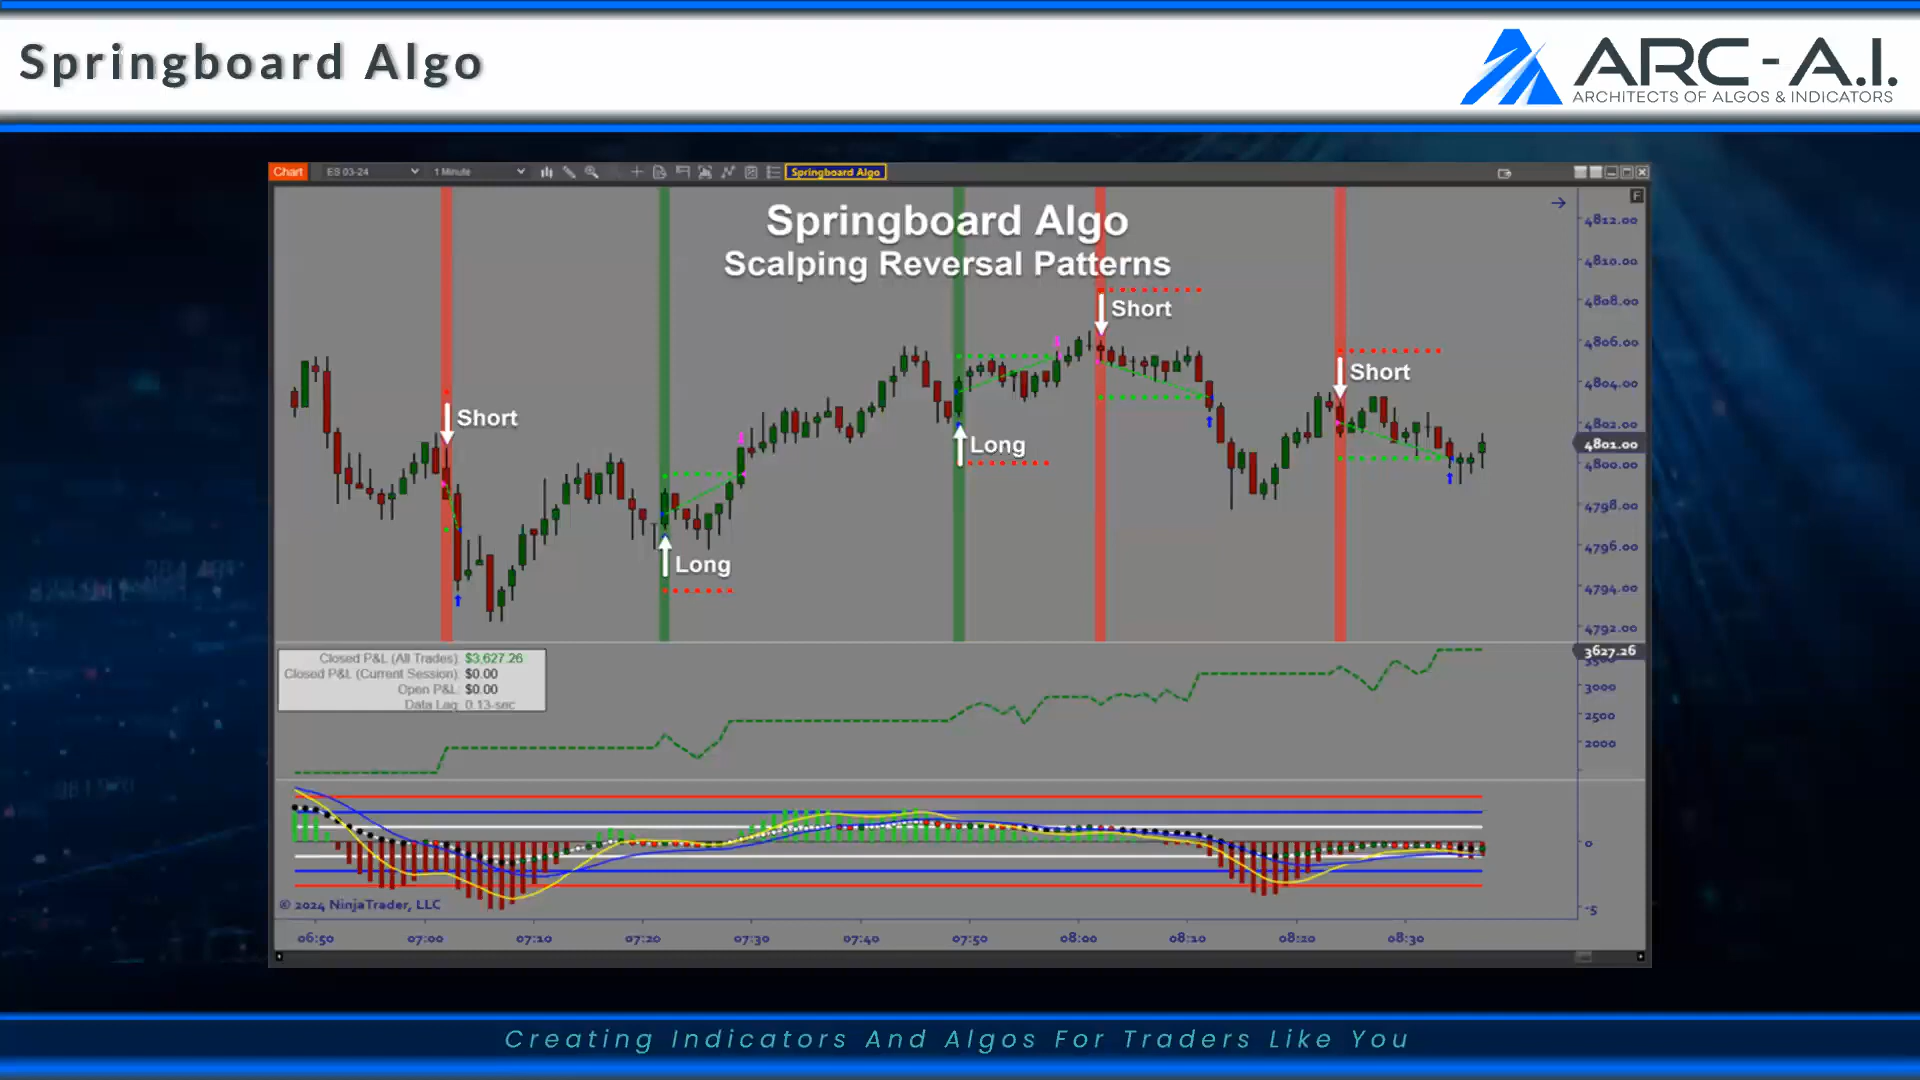 Springboard Algo
ARC-A.I.
ARCHITECTS OF ALGOS & INDICATORS
Chart
ES 03-24
1 Minute
Springboard Algo
F
Springboard Algo
Scalping Reversal Patterns
Short
Long
Long
Short
Short
4812.00
4810.00
4808.00
4806.00
4804.00
4802.00
4801.00
4800.00
4798.00
4796.00
4794.00
4792.00
Closed P&L (All Trades): $3,627.26
Closed P&L (Current Session): $0.00
Open P&L: $0.00
Data Lag: 0.13-sec
3627.26
3500
3000
2500
2000
0
-5
© 2024 NinjaTrader, LLC
06:50 07:00 07:10 07:20 07:30 07:40 07:50 08:00 08:10 08:20 08:30
Creating Indicators And Algos For Traders Like You